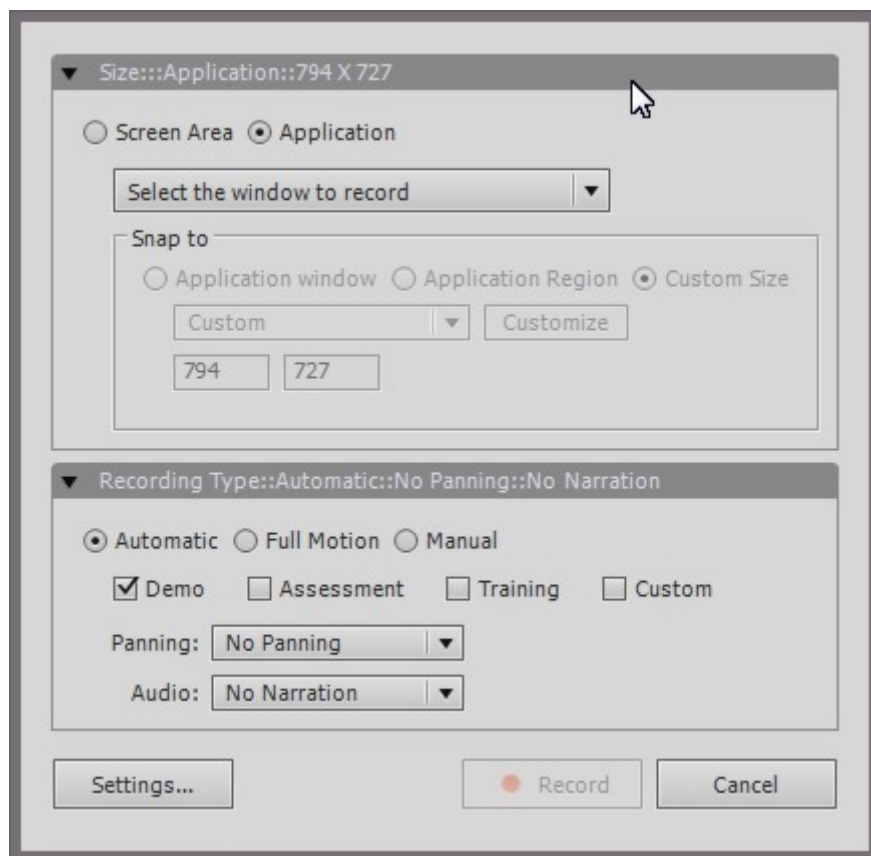 Size:::Application::794 X 727
Screen Area Application
Select the window to record
Snap to
Application window Application Region Custom Size
Custom Customize
794 727
Recording Type::Automatic::No Panning::No Narration
Automatic Full Motion Manual
Demo Assessment Training Custom
Panning: No Panning
Audio: No Narration
Settings... Record Cancel